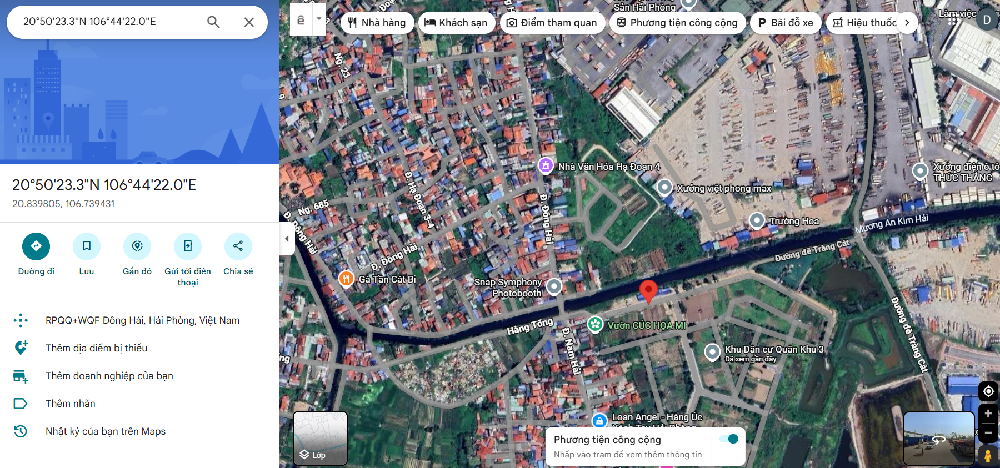 20°50'23.3"N 106°44'22.0"E
20°50'23.3"N 106°44'22.0"E
20.839805, 106.739431
Đường đi
Lưu
Gần đó
Gửi tới điện
thoại
Chia sẻ
RPQQ+WQF Đông Hải, Hải Phòng, Việt Nam
Thêm địa điểm bị thiếu
Thêm doanh nghiệp của bạn
Thêm nhãn
Nhật ký của bạn trên Maps
ê
Nhà hàng
Khách sạn
Điểm tham quan
Phương tiện công cộng
Bãi đỗ xe
Hiệu thuốc
D
Sản Hải Phòng
Làm việc
Ng. 23
Nhà Văn Hóa Hạ Đoạn 4
Xưởng điện ô tô
THỨC THẮNG
Xưởng việt phong max
Đ. Hạ Đoạn 3-4
Ng. 685
Đ. Đông Hải
Đ. Đông Hải
Trường Hoa
Mương An Kim Hải
Đ. Đông Hải
Đường đê Tràng Cát
Gà Tần Cát Bi
Snap Symphony
Photobooth
Hàng Tổng
Vườn CÚC HỌA MI
Đ. Nam Hải
Đường đê Tràng Cát
Khu Dân cư Quân Khu 3
Đã xem gần đây
Loan Angel - Hàng Úc
Xách Tay Hải Phòng
Phương tiện công cộng
Nhấp vào trạm để xem thêm thông tin
Lớp